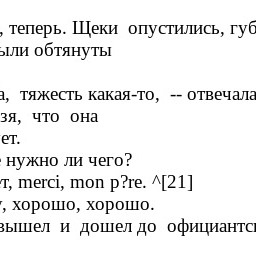 , теперь. Щеки опустились, губ
ыли обтянуты
а, тяжесть какая-то, -- отвечала
зя, что она
ет.
е нужно ли чего?
т, merci, mon p?re. ^[21]
у, хорошо, хорошо.
вышел и дошел до официантс